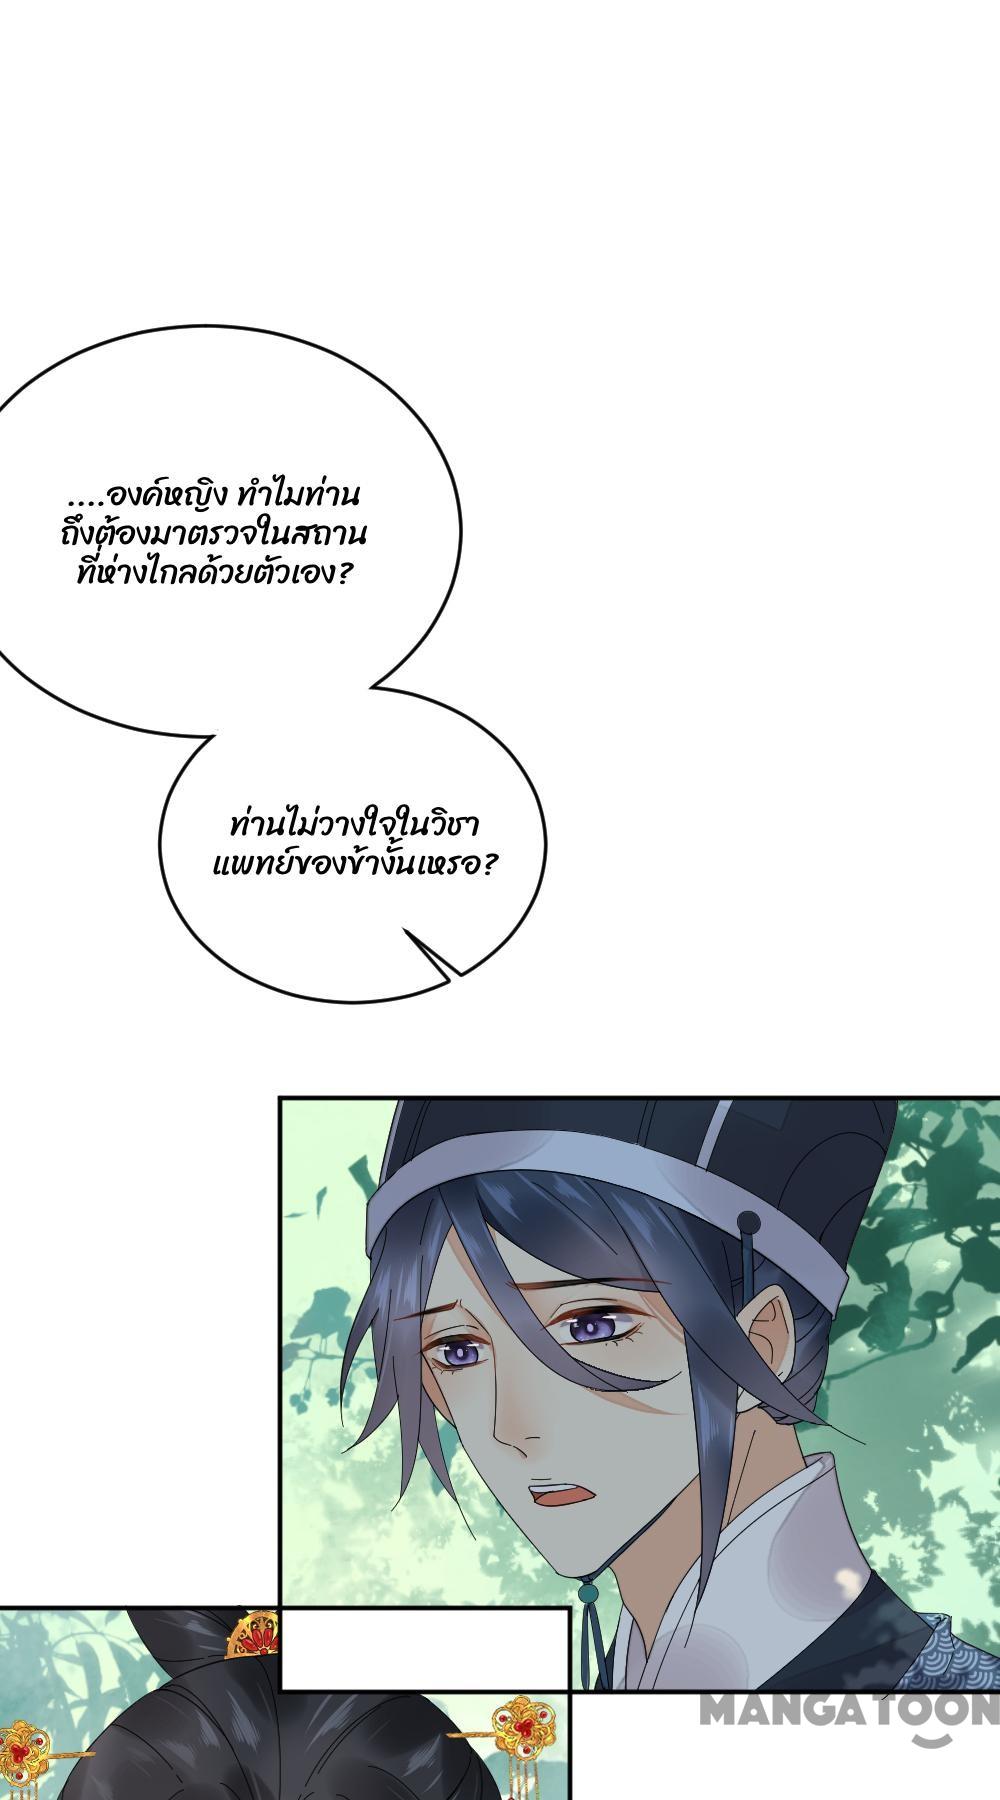 ....องค์หญิง ทำไมท่าน
ถึงต้องมาตรวจในสถาน
ที่ห่างไกลด้วยตัวเอง?
ท่านไม่วางใจในวิชา
แพทย์ของข้างั้นเหรอ?
MANGATOON